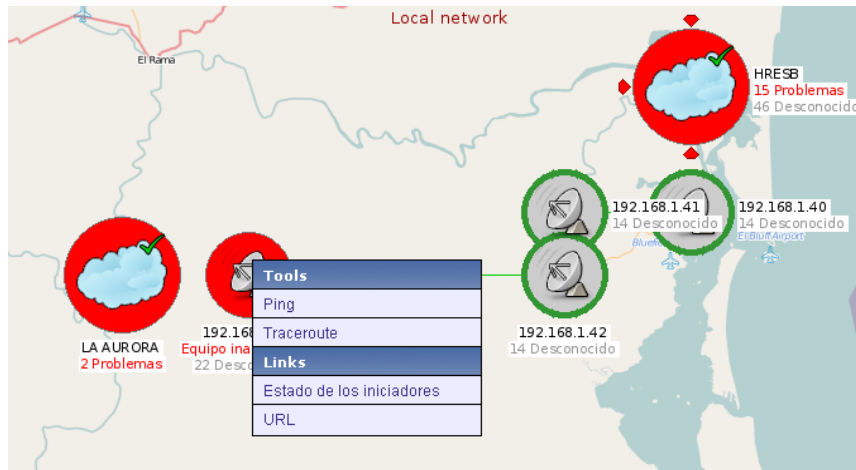 Local network
El Rama
HRESB
15 Problemas
46 Desconocido
192.168.1.41
14 Desconocido
192.168.1.40
14 Desconocido
El Bluff Airport
Tools
Ping
Traceroute
Links
Estado de los iniciadores
URL
192.168.1.42
14 Desconocido
LA AURORA
2 Problemas
192.168
Equipo ina
22 Desco